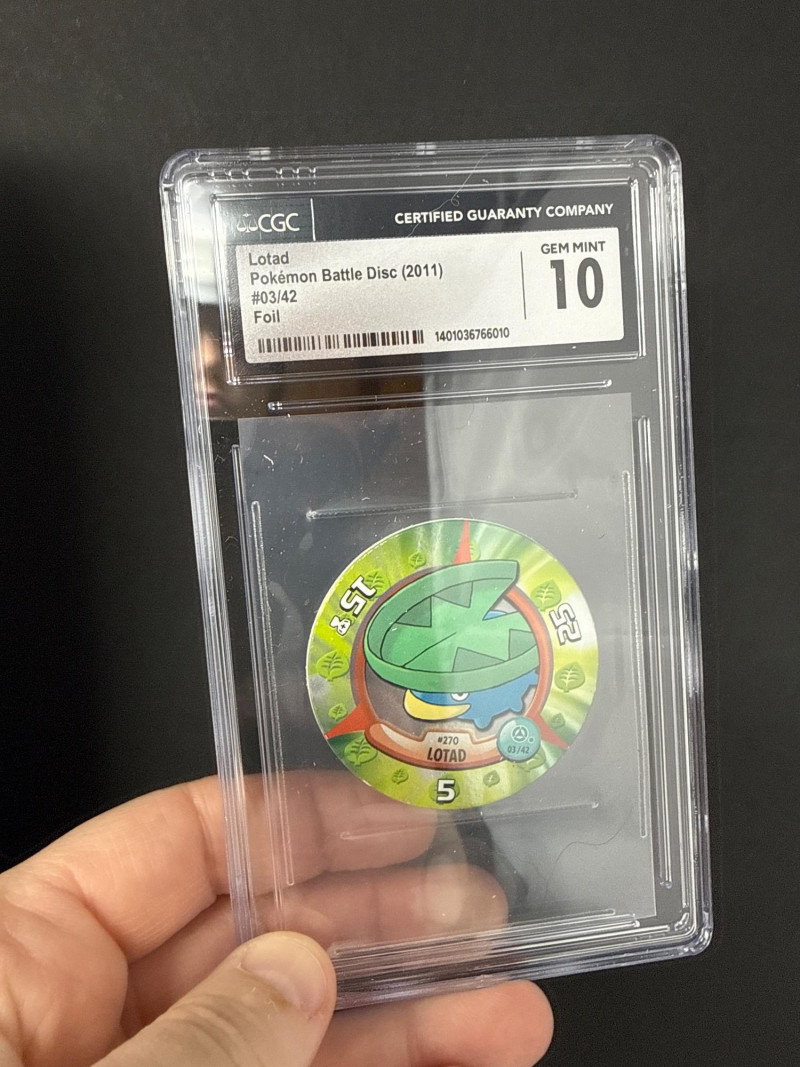 CGC
CERTIFIED GUARANTY COMPANY
Lotad
Pokémon Battle Disc (2011)
#03/42
Foil
GEM MINT
10
1401036766010
15
25
#270
LOTAD
03/42
5